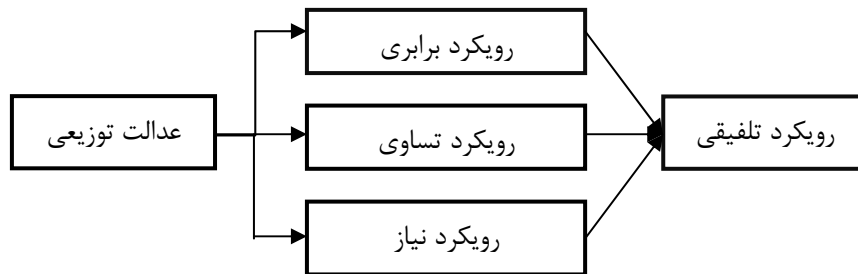 رویکرد برابری
عدالت توزیعی
رویکرد تساوی
رویکرد تلفیقی
رویکرد نیاز